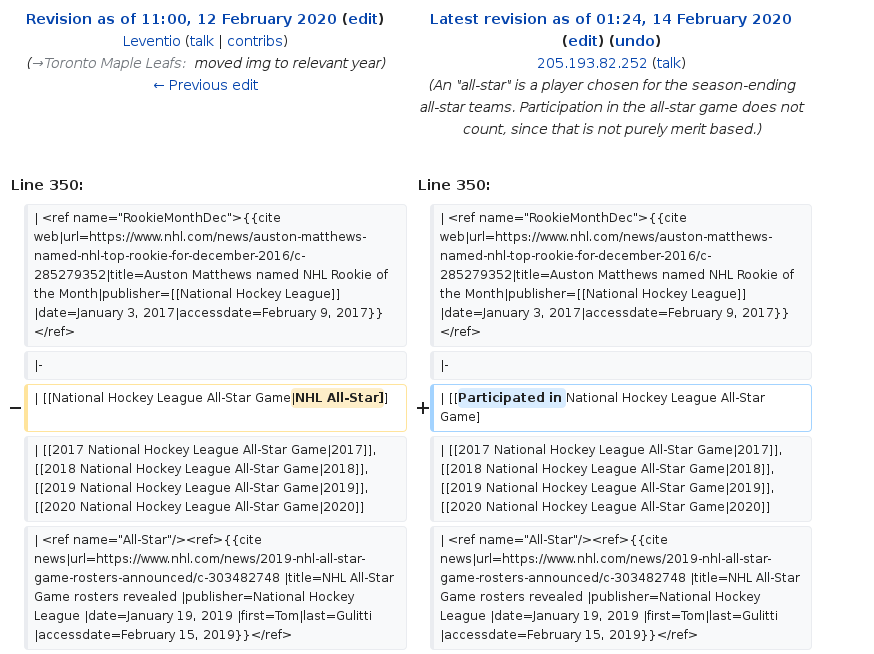 Revision as of 11:00, 12 February 2020 (edit)
Leventio (talk | contribs)
(→Toronto Maple Leafs: moved img to relevant year)
← Previous edit
Latest revision as of 01:24, 14 February 2020
(edit) (undo)
205.193.82.252 (talk)
(An "all-star" is a player chosen for the season-ending
all-star teams. Participation in the all-star game does not
count, since that is not purely merit based.)
Line 350:
| <ref name="RookieMonthDec">{{cite
web|url=https://www.nhl.com/news/auston-matthews-
named-nhl-top-rookie-for-december-2016/c-
285279352|title=Auston Matthews named NHL Rookie of
the Month|publisher=[[National Hockey League]]
|date=January 3, 2017|accessdate=February 9, 2017}}
</ref>
|-
− | [[National Hockey League All-Star Game|NHL All-Star]]
| [[2017 National Hockey League All-Star Game|2017]],
[[2018 National Hockey League All-Star Game|2018]],
[[2019 National Hockey League All-Star Game|2019]],
[[2020 National Hockey League All-Star Game|2020]]
| <ref name="All-Star"/><ref>{{cite
news|url=https://www.nhl.com/news/2019-nhl-all-star-
game-rosters-announced/c-303482748 |title=NHL All-Star
Game rosters revealed |publisher=National Hockey
League |date=January 19, 2019 |first=Tom|last=Gulitti
|accessdate=February 15, 2019}}</ref>
Line 350:
| <ref name="RookieMonthDec">{{cite
web|url=https://www.nhl.com/news/auston-matthews-
named-nhl-top-rookie-for-december-2016/c-
285279352|title=Auston Matthews named NHL Rookie of
the Month|publisher=[[National Hockey League]]
|date=January 3, 2017|accessdate=February 9, 2017}}
</ref>
|-
+ | [[Participated in National Hockey League All-Star
Game]
| [[2017 National Hockey League All-Star Game|2017]],
[[2018 National Hockey League All-Star Game|2018]],
[[2019 National Hockey League All-Star Game|2019]],
[[2020 National Hockey League All-Star Game|2020]]
| <ref name="All-Star"/><ref>{{cite
news|url=https://www.nhl.com/news/2019-nhl-all-star-
game-rosters-announced/c-303482748 |title=NHL All-Star
Game rosters revealed |publisher=National Hockey
League |date=January 19, 2019 |first=Tom|last=Gulitti
|accessdate=February 15, 2019}}</ref>